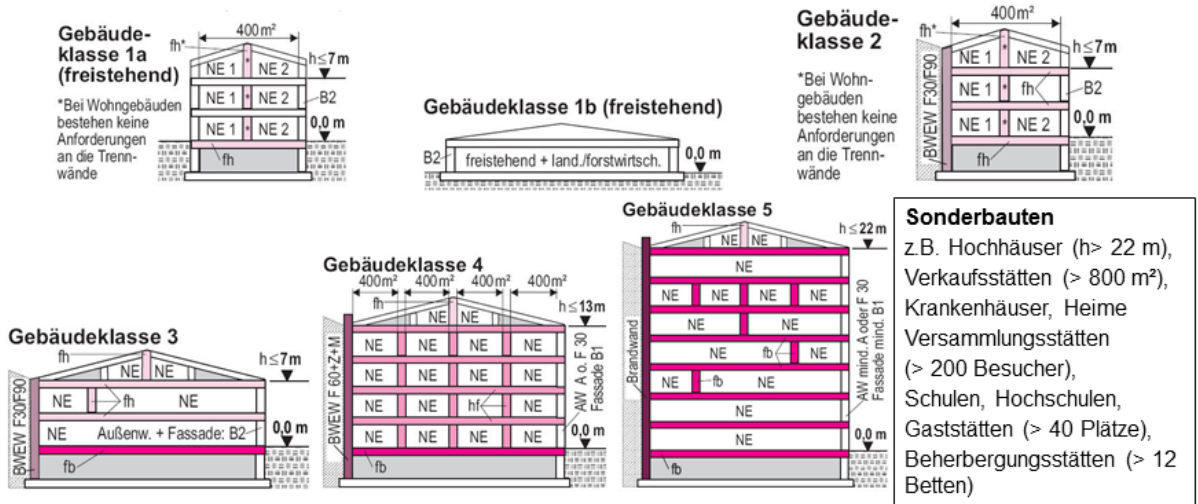 Gebäude-
klasse 1a
(freistehend)
*Bei Wohngebäuden
bestehen keine
Anforderungen
an die Trenn-
wände
400m²
fh*
h≤7m
NE 1 * NE 2
NE 1 * NE 2
B2
NE 1 * NE 2
0,0 m
fh
Gebäudeklasse 1b (freistehend)
B2
freistehend + land./forstwirtsch.
0,0 m
Gebäude-
klasse 2
*Bei Wohn-
gebäuden
bestehen keine
Anforderungen
an die Trenn-
wände
400m²
fh*
h≤7m
BWEW F30/F90
NE 1 * NE 2
NE 1 * NE 2
fh
B2
NE 1 * NE 2
0,0 m
fh
Gebäudeklasse 3
fh
h≤7m
NE NE
BWEW F30/F90
NE fh NE
NE Außenw. + Fassade: B2
0,0 m
fb
Gebäudeklasse 4
400m² 400m² 400m² 400m²
fh
h≤13m
NE NE
BWEW F 60+Z+M
NE NE NE NE
NE NE NE NE
NE NE NE NE
hf
NE NE NE NE
AW A o. F 30
Fassade B1
0,0 m
fb
Gebäudeklasse 5
fh
h≤22m
NE NE
NE
NE NE NE NE
NE NE
NE fb NE
NE fb NE
NE
NE
Brandwand
AW mind. A oder F 30
Fassade mind. B1
0,0 m
fb
Sonderbauten
z.B. Hochhäuser (h> 22 m),
Verkaufsstätten (> 800 m²),
Krankenhäuser, Heime
Versammlungsstätten
(> 200 Besucher),
Schulen, Hochschulen,
Gaststätten (> 40 Plätze),
Beherbergungsstätten (> 12
Betten)